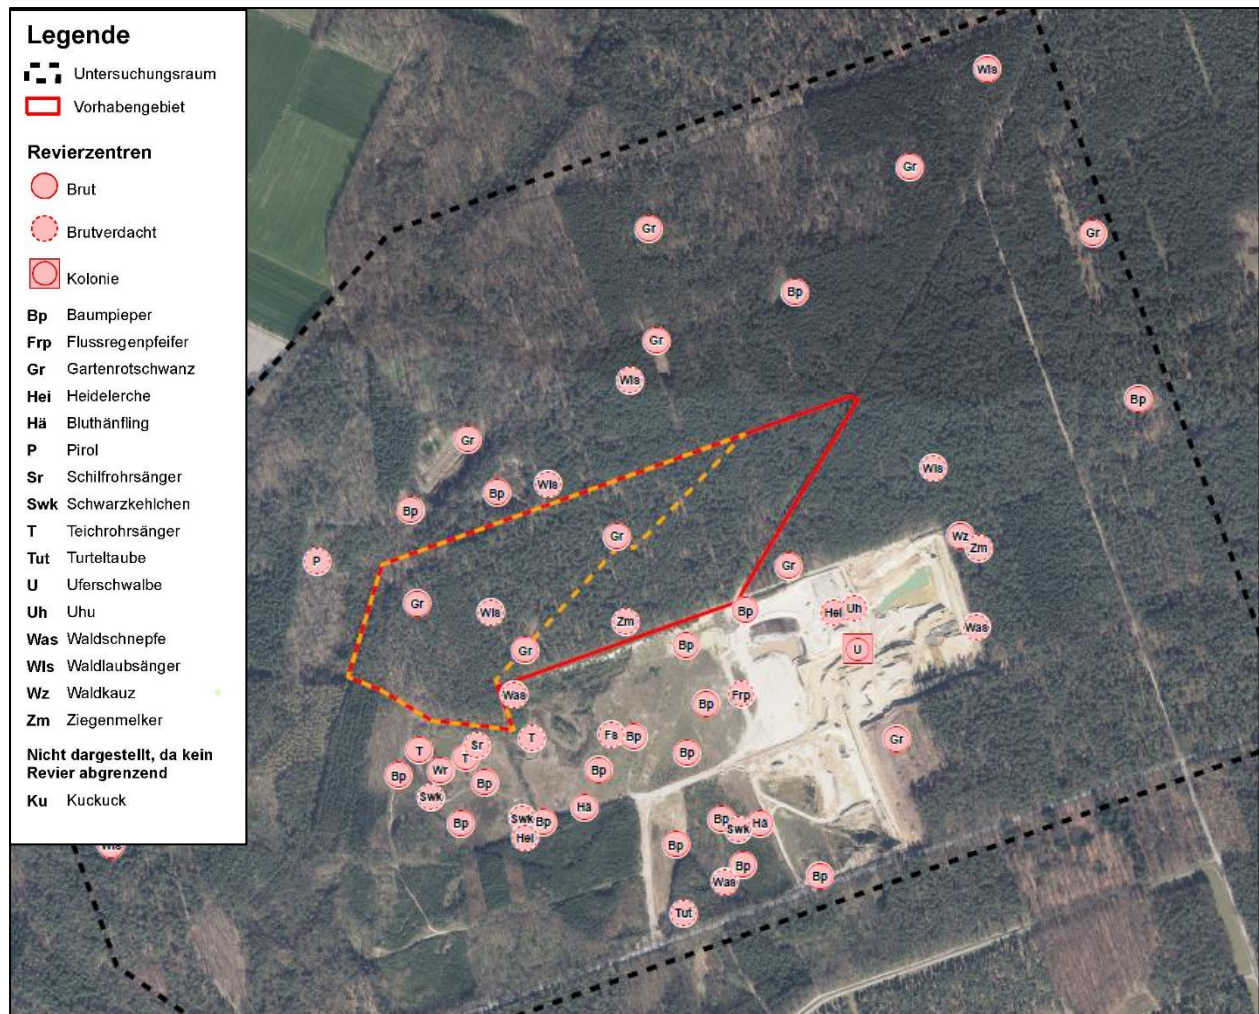 Legende
Untersuchungsraum
Vorhabengebiet
Revierzentren
Brut
Brutverdacht
Kolonie
Bp Baumpieper
Frp Flussregenpfeifer
Gr Gartenrotschwanz
Hei Heidelerche
Hä Bluthänfling
P Pirol
Sr Schilfrohrsänger
Swk Schwarzkehlchen
T Teichrohrsänger
Tut Turteltaube
U Uferschwalbe
Uh Uhu
Was Waldschnepfe
Wls Waldlaubsänger
Wz Waldkauz
Zm Ziegenmelker
Nicht dargestellt, da kein
Revier abgrenzend
Ku Kuckuck
Wls
Gr
Gr
Gr
Bp
Gr
Wls
Bp
Gr
Wls
Wls
Bp
Bp
Gr
Wz
Zm
P
Gr
Gr
Wls
Bp
Hei
Uh
Zm
Was
Bp
Gr
U
Was
Frp
Bp
T
Fs
Bp
Gr
Sr
T
T
Bp
Wr
Bp
Bp
Bp
Swk
Hä
Bp
Swk
Bp
Bp
Hä
Swk
Hei
Bp
Wls
Bp
Bp
Was
Tut